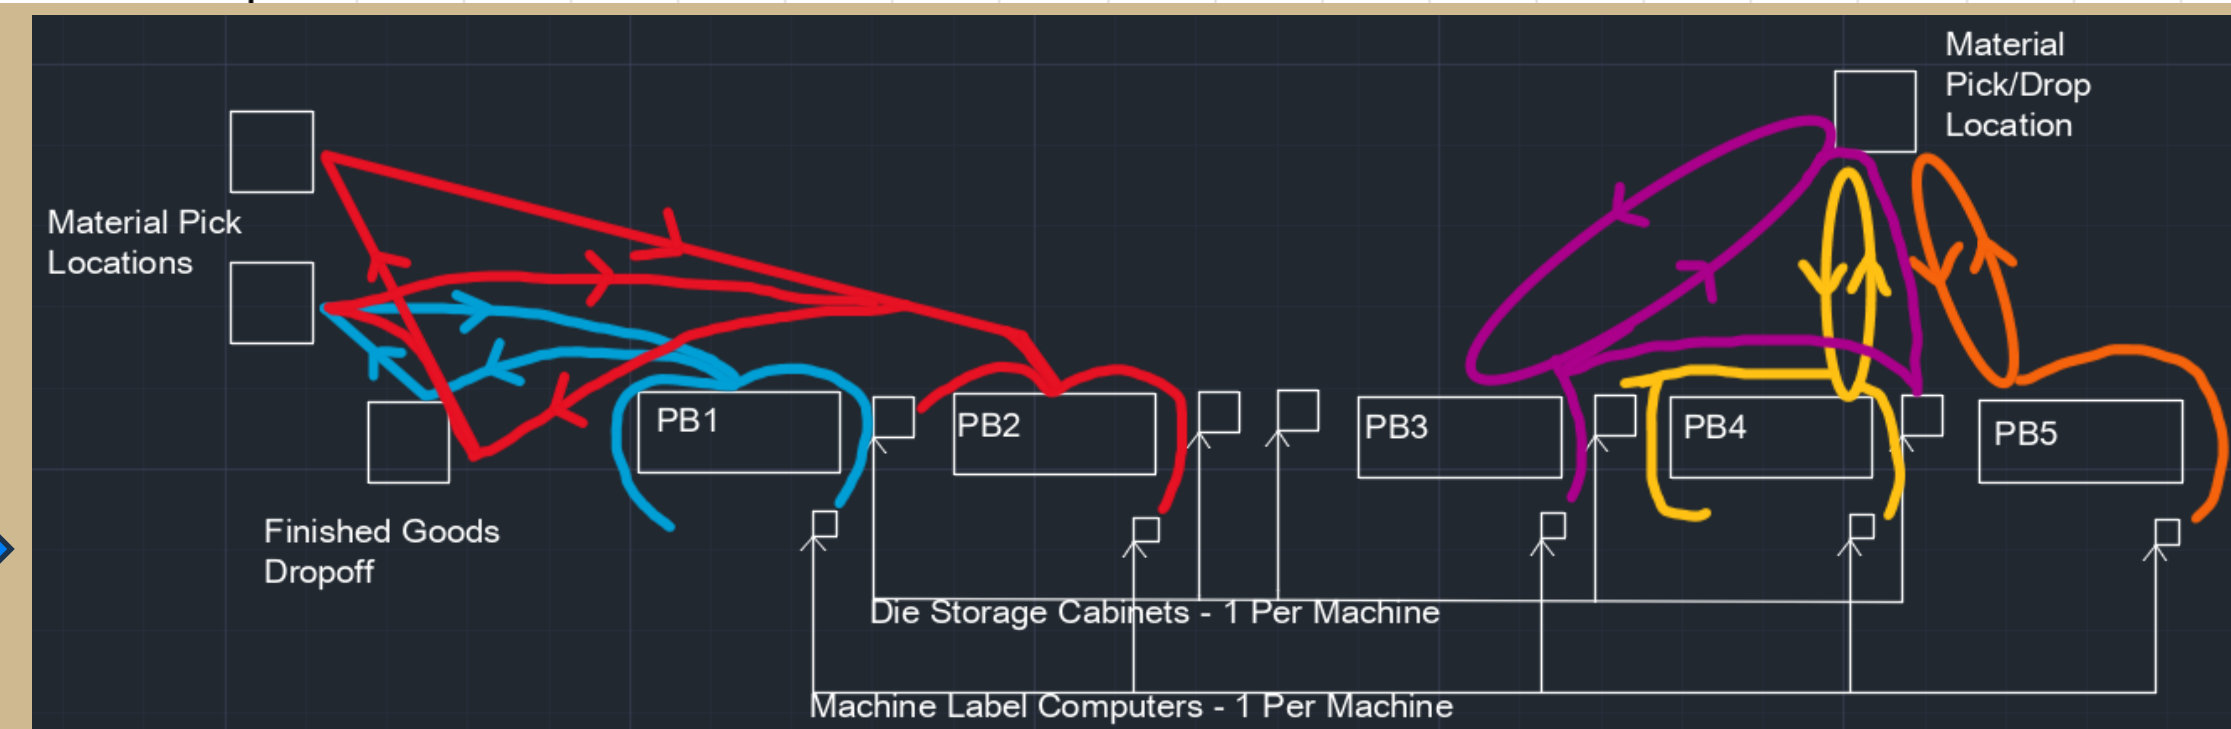 Material
Pick/Drop
Location
Material Pick
Locations
PB1
PB2
PB3
PB4
PB5
Finished Goods
Dropoff
Die Storage Cabinets - 1 Per Machine
Machine Label Computers - 1 Per Machine